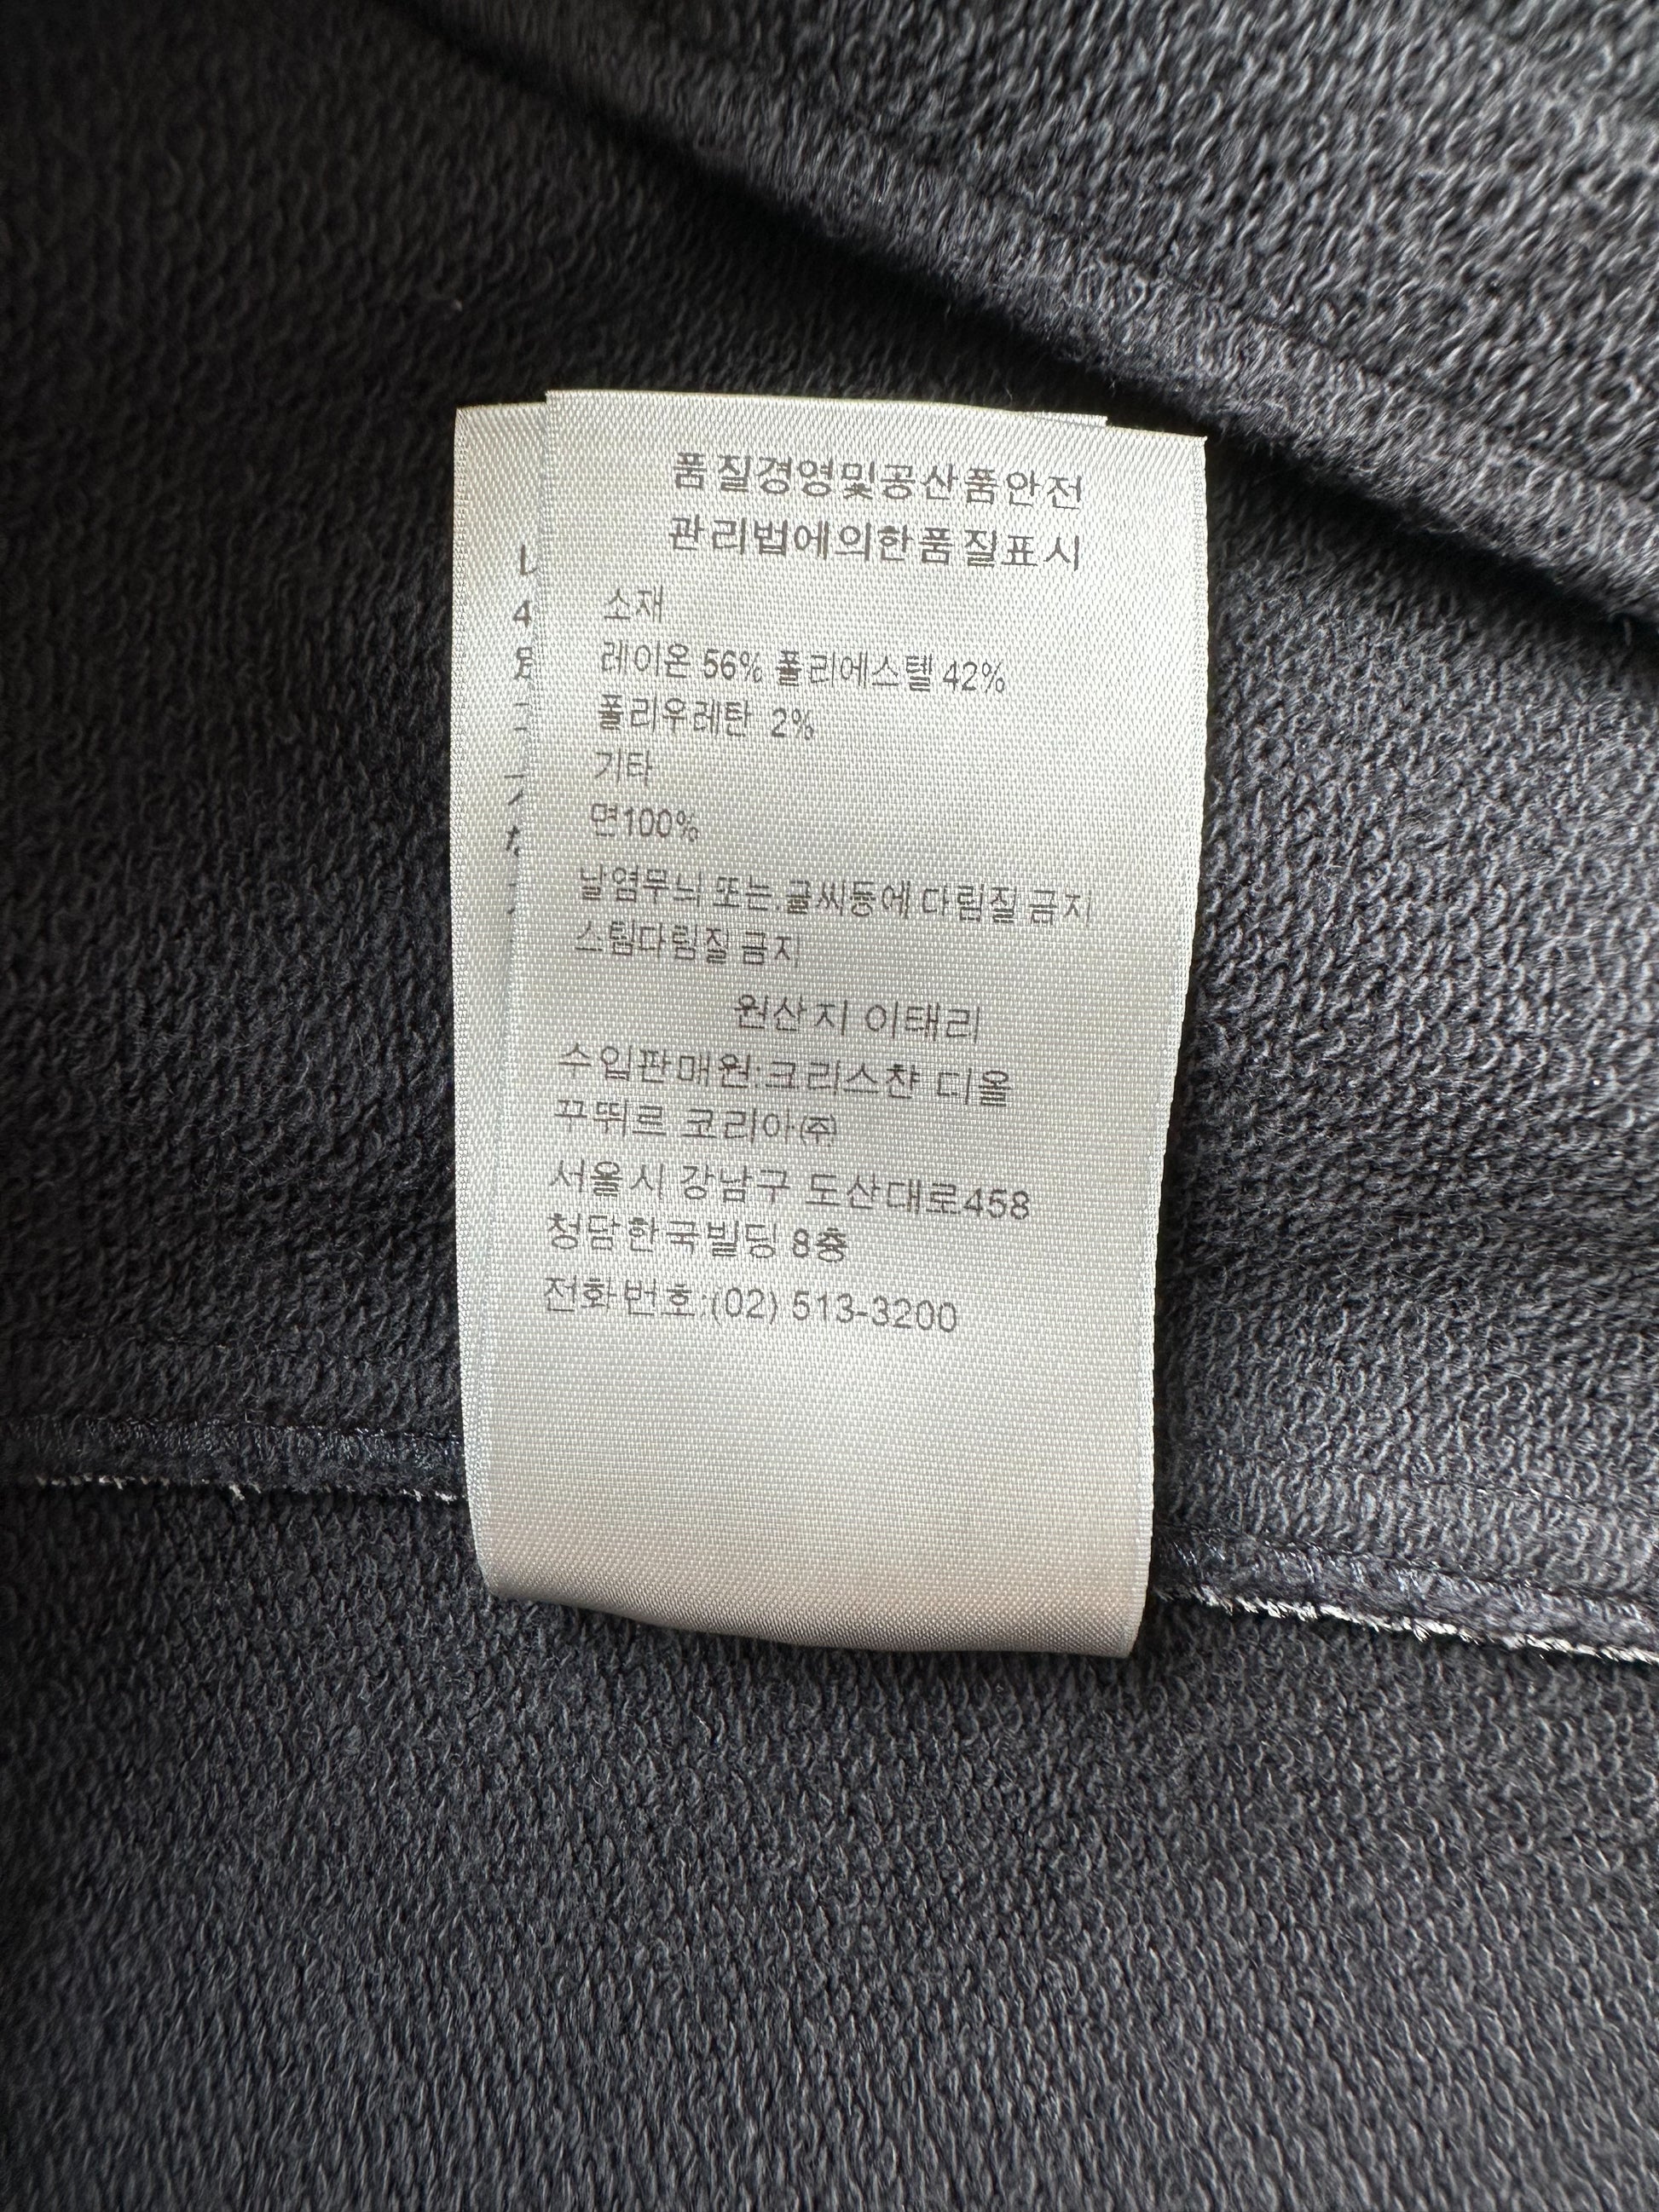 품질경영및공산품안전
관리법에의한품질표시
소재
레이온 56% 폴리에스텔 42%
폴리우레탄 2%
기타
면100%
날염무늬 또는.글씨등에 다림질 금지
스팀다림질 금지
원산지 이태리
수입판매원:크리스챤 디올
꾸뛰르 코리아㈜
서울시 강남구 도산대로458
청담한국빌딩 8층
전화번호:(02) 513-3200